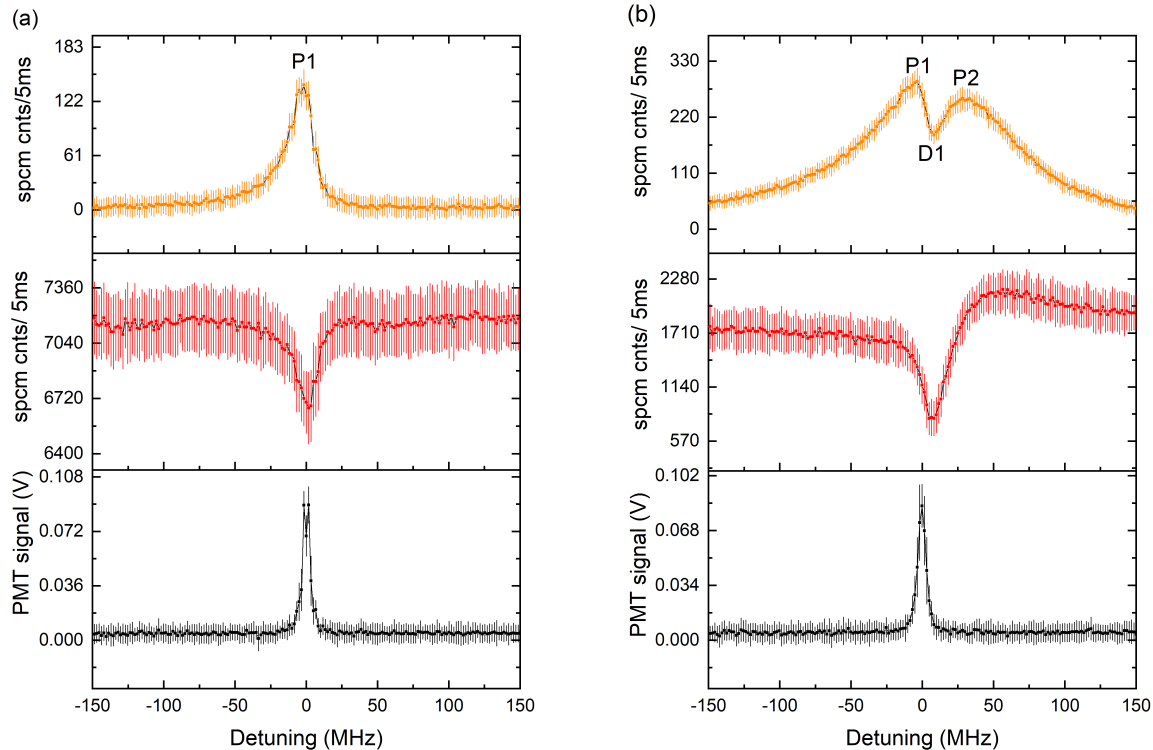 (a)
spcm cnts/5ms
183
122
61
0
P1
spcm cnts/ 5ms
7360
7040
6720
6400
PMT signal (V)
0.108
0.072
0.036
0.000
-150 -100 -50 0 50 100 150
Detuning (MHz)
(b)
spcm cnts/ 5ms
330
220
110
0
P1
P2
D1
spcm cnts/ 5ms
2280
1710
1140
570
PMT signal (V)
0.102
0.068
0.034
0.000
-150 -100 -50 0 50 100 150
Detuning (MHz)